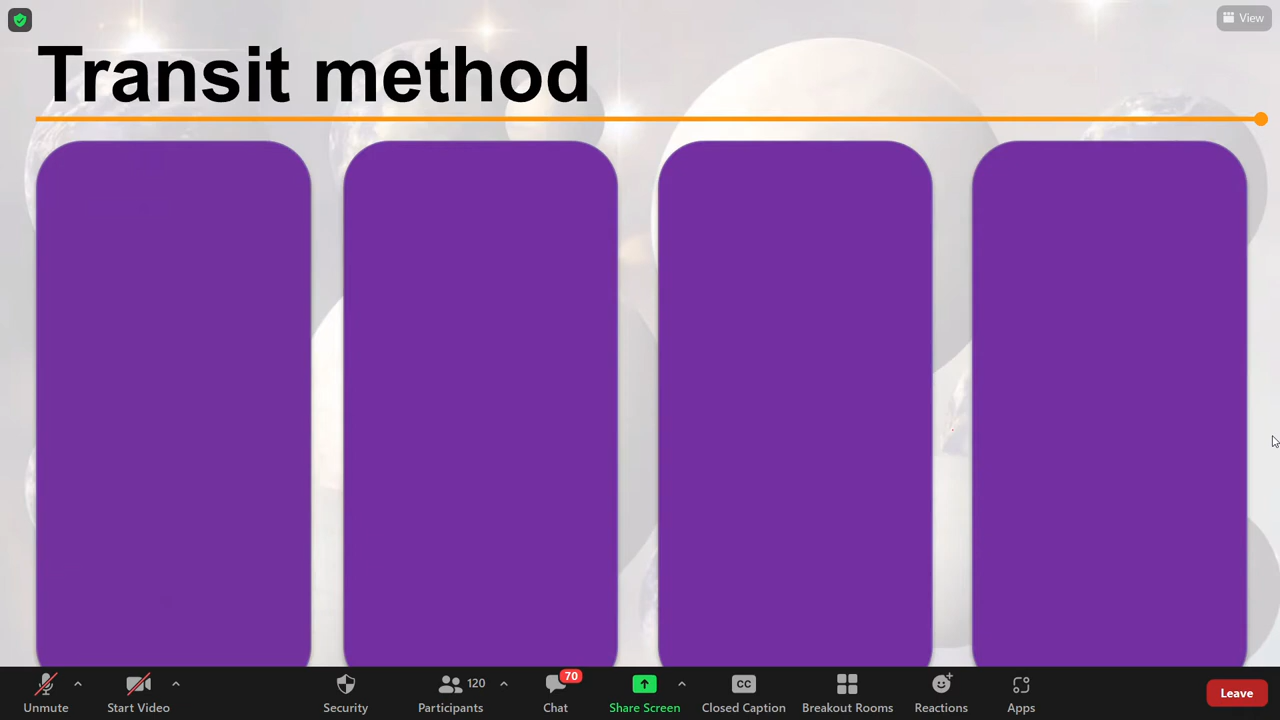 View
Transit method
120
70
CC
Unmute
Start Video
Security
Participants
Chat
Share Screen
Closed Caption
Breakout Rooms
Reactions
Apps
Leave